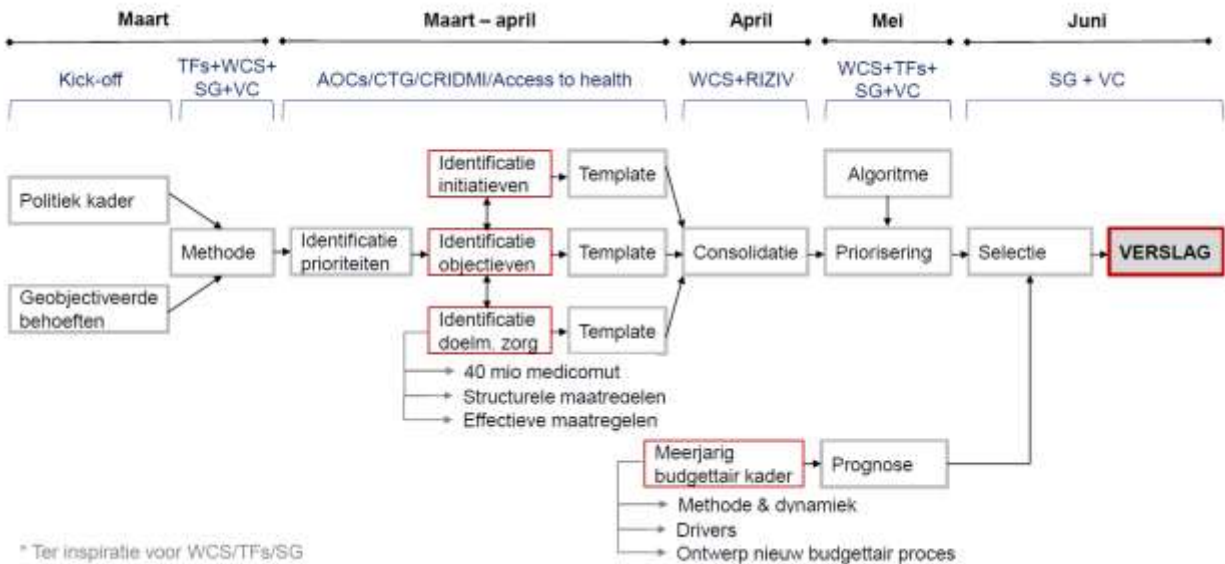 Maart
Maart – april
April
Mei
Juni
Kick-off
TFs+WCS+
SG+VC
AOCs/CTG/CRIDMI/Access to health
WCS+RIZIV
WCS+TFs+
SG+VC
SG + VC
Politiek kader
Geobjectiveerde
behoeften
Methode
Identificatie
prioriteiten
Identificatie
initiatieven
Template
Identificatie
objectieven
Template
Identificatie
doelm. zorg
Template
40 mio medicomut
Structurele maatregelen
Effectieve maatregelen
Consolidatie
Algoritme
Priorisering
Selectie
VERSLAG
Meerjarig
budgettair kader
Prognose
Methode & dynamiek
Drivers
Ontwerp nieuw budgettair proces
* Ter inspiratie voor WCS/TFs/SG